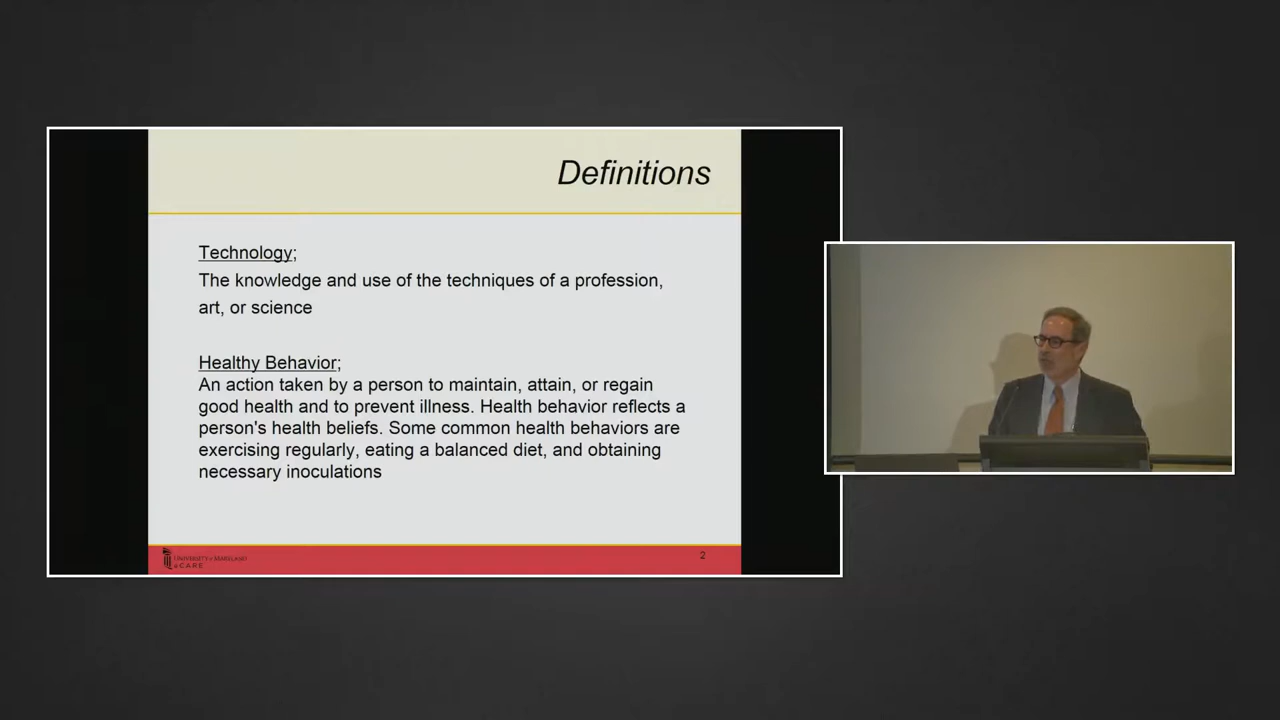 Definitions
Technology;
The knowledge and use of the techniques of a profession,
art, or science
Healthy Behavior;
An action taken by a person to maintain, attain, or regain
good health and to prevent illness. Health behavior reflects a
person's health beliefs. Some common health behaviors are
exercising regularly, eating a balanced diet, and obtaining
necessary inoculations
UNIVERSITY of MARYLAND
eCARE
2